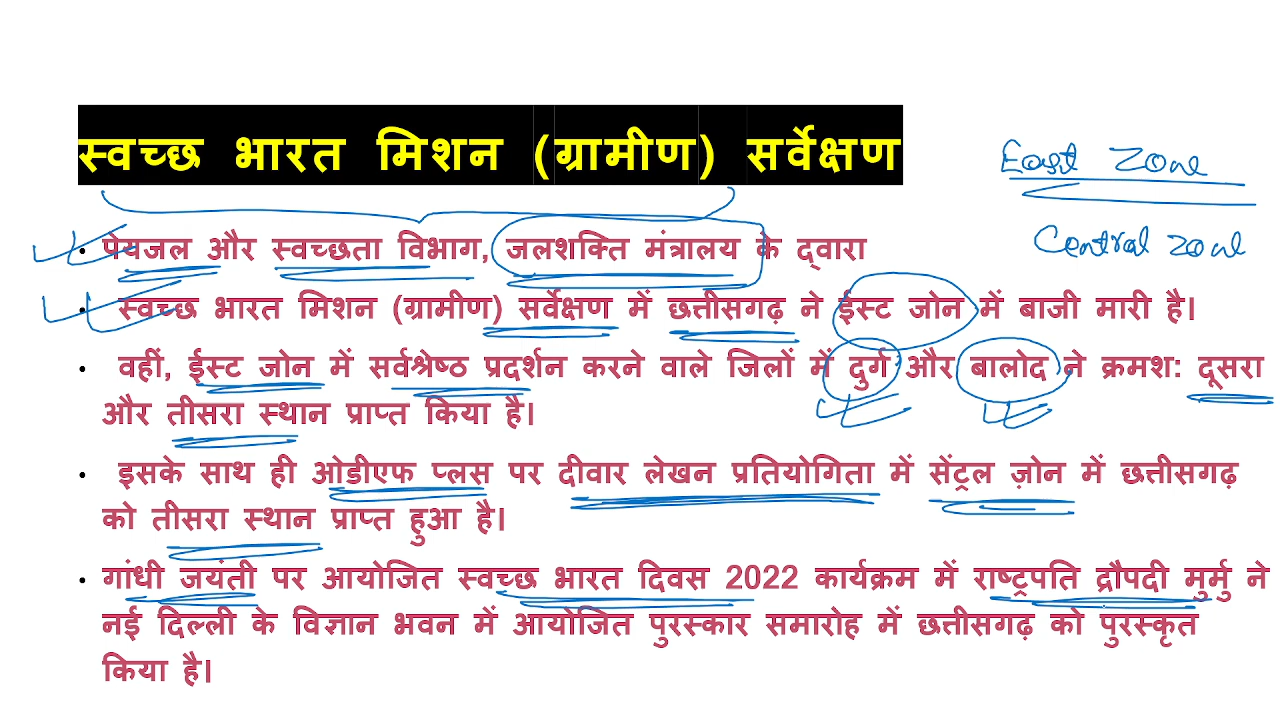 स्वच्छ भारत मिशन (ग्रामीण) सर्वेक्षण
East Zone
Central Zone
• पेयजल और स्वच्छता विभाग, जलशक्ति मंत्रालय के द्वारा
• स्वच्छ भारत मिशन (ग्रामीण) सर्वेक्षण में छत्तीसगढ़ ने ईस्ट जोन में बाजी मारी है।
• वहीं, ईस्ट जोन में सर्वश्रेष्ठ प्रदर्शन करने वाले जिलों में दुर्ग और बालोद ने क्रमश: दूसरा
और तीसरा स्थान प्राप्त किया है।
• इसके साथ ही ओडीएफ प्लस पर दीवार लेखन प्रतियोगिता में सेंट्रल ज़ोन में छत्तीसगढ़
को तीसरा स्थान प्राप्त हुआ है।
• गांधी जयंती पर आयोजित स्वच्छ भारत दिवस 2022 कार्यक्रम में राष्ट्रपति द्रौपदी मुर्मु ने
नई दिल्ली के विज्ञान भवन में आयोजित पुरस्कार समारोह में छत्तीसगढ़ को पुरस्कृत
किया है।